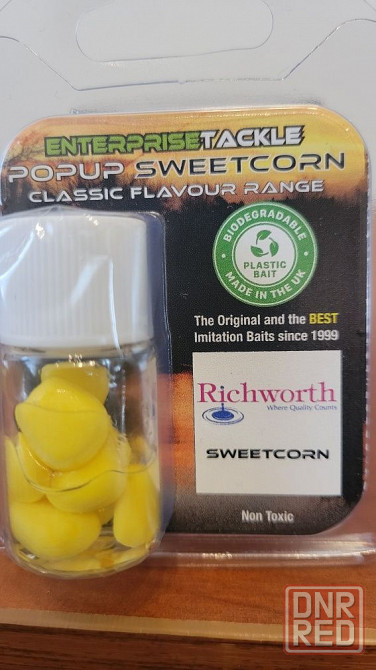 ENTERPRISETACKLE
POPUP SWEETCORN
CLASSIC FLAVOUR RANGE
BIODEGRADABLE
PLASTIC
BAIT
MADE IN THE UK
The Original and the BEST
Imitation Baits since 1999
Richworth
Where Quality Counts
SWEETCORN
Non Toxic
DNR
RED